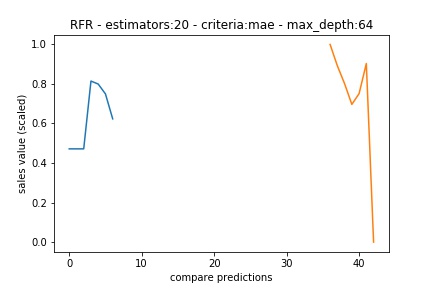 RFR - estimators:20 - criteria:mae - max_depth:64
1.0
0.8
0.6
0.4
0.2
0.0
sales value (scaled)
0 10 20 30 40
compare predictions